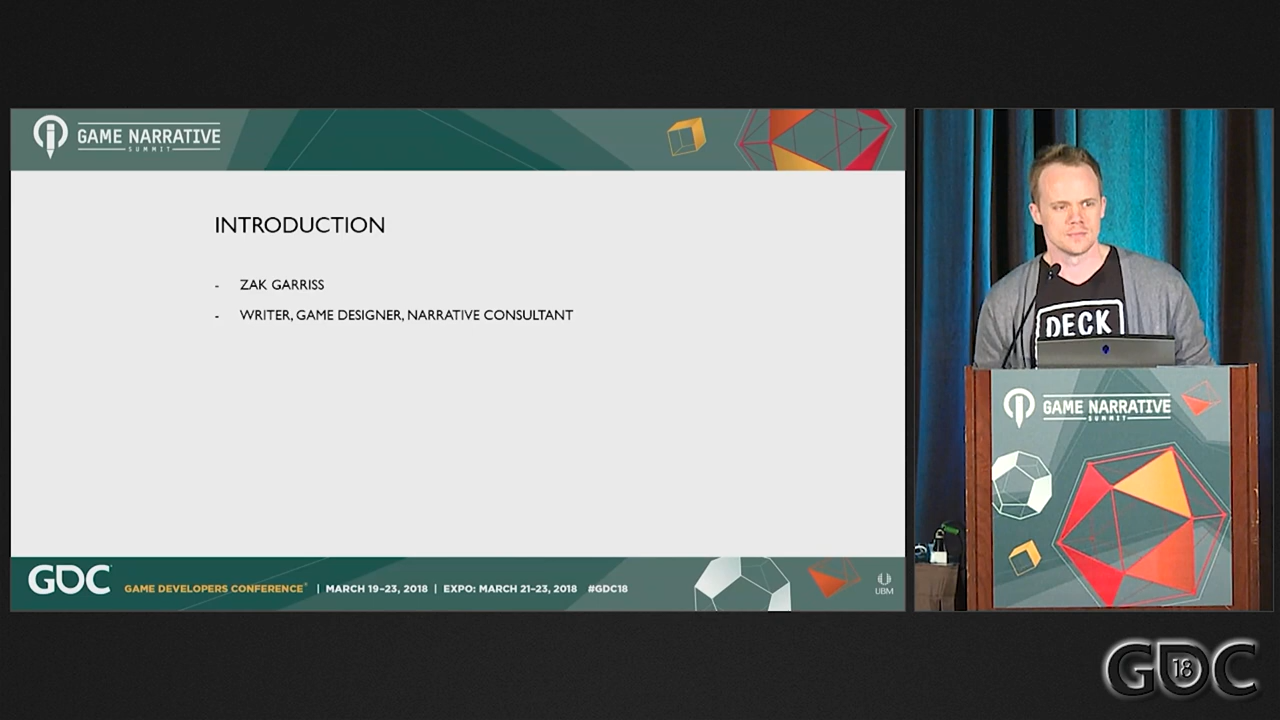 GAME NARRATIVE
SUMMIT
INTRODUCTION
- ZAK GARRISS
- WRITER, GAME DESIGNER, NARRATIVE CONSULTANT
GDC
GAME DEVELOPERS CONFERENCE® | MARCH 19–23, 2018 | EXPO: MARCH 21–23, 2018 #GDC18
UBM
DECK
GAME NARRATIVE
SUMMIT
GDC
18